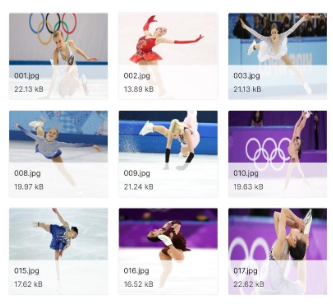 001.jpg
22.13 kB
002.jpg
13.89 kB
003.jpg
21.13 kB
008.jpg
19.97 kB
009.jpg
21.24 kB
010.jpg
19.63 kB
015.jpg
17.62 kB
016.jpg
16.52 kB
017.jpg
22.62 kB